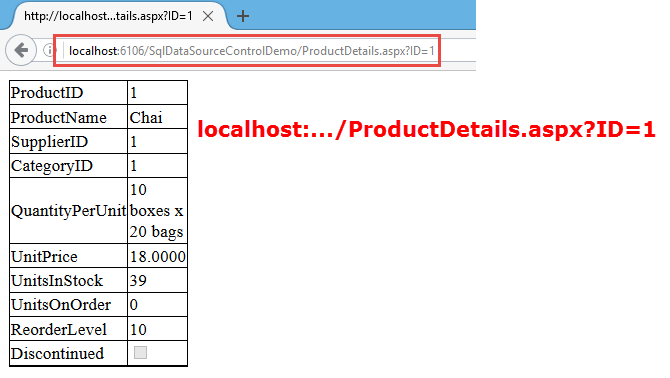 http://localhost...tails.aspx?ID=1
localhost:6106/SqlDataSourceControlDemo/ProductDetails.aspx?ID=1
ProductID 1
ProductName Chai
localhost:.../ProductDetails.aspx?ID=1
SupplierID 1
CategoryID 1
QuantityPerUnit 10 boxes x 20 bags
UnitPrice 18.0000
UnitsInStock 39
UnitsOnOrder 0
ReorderLevel 10
Discontinued